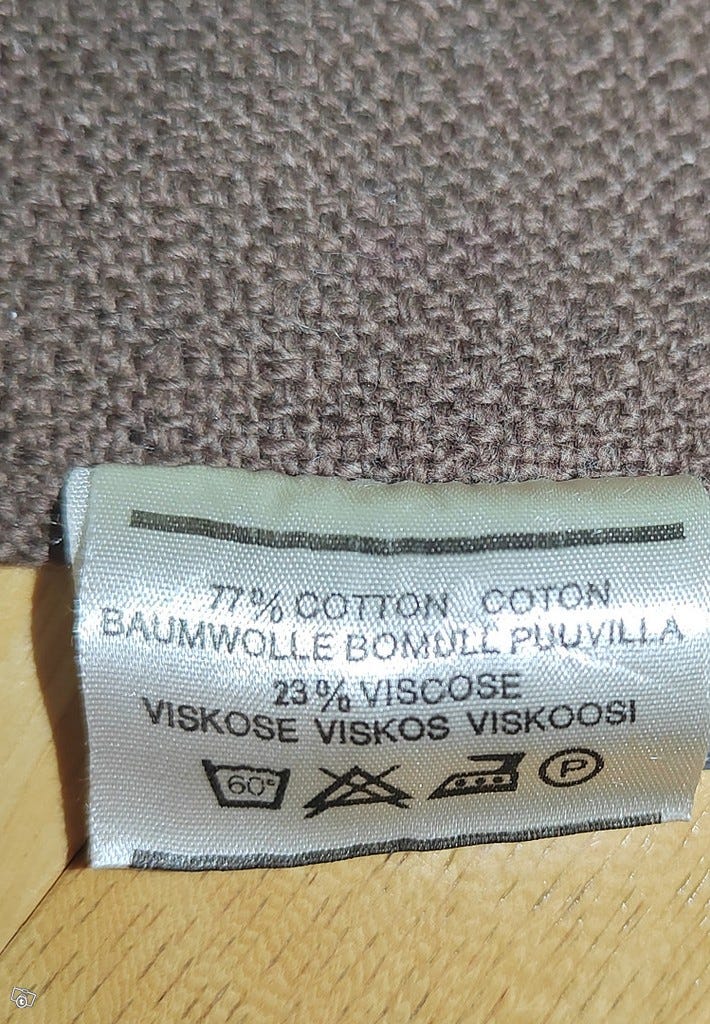 77% COTTON COTON
BAUMWOLLE BOMULL PUUVILLA
23% VISCOSE
VISKOSE VISKOS VISKOOSI
60° P